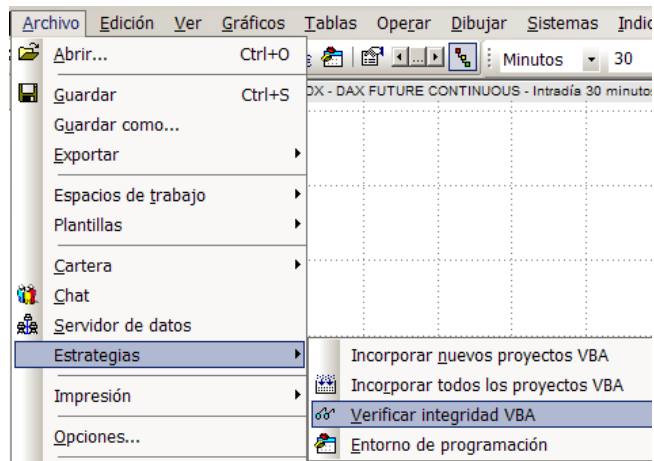 Archivo Edición Ver Gráficos Tablas Operar Dibujar Sistemas
Abrir... Ctrl+O
Minutos 30
Guardar Ctrl+S
DAX FUTURE CONTINUOUS - Intradía 30 minutos
Guardar como...
Exportar
Espacios de trabajo
Plantillas
Cartera
Chat
Servidor de datos
Estrategias
Incorporar nuevos proyectos VBA
Impresión
Incorporar todos los proyectos VBA
Verificar integridad VBA
Opciones...
Entorno de programación